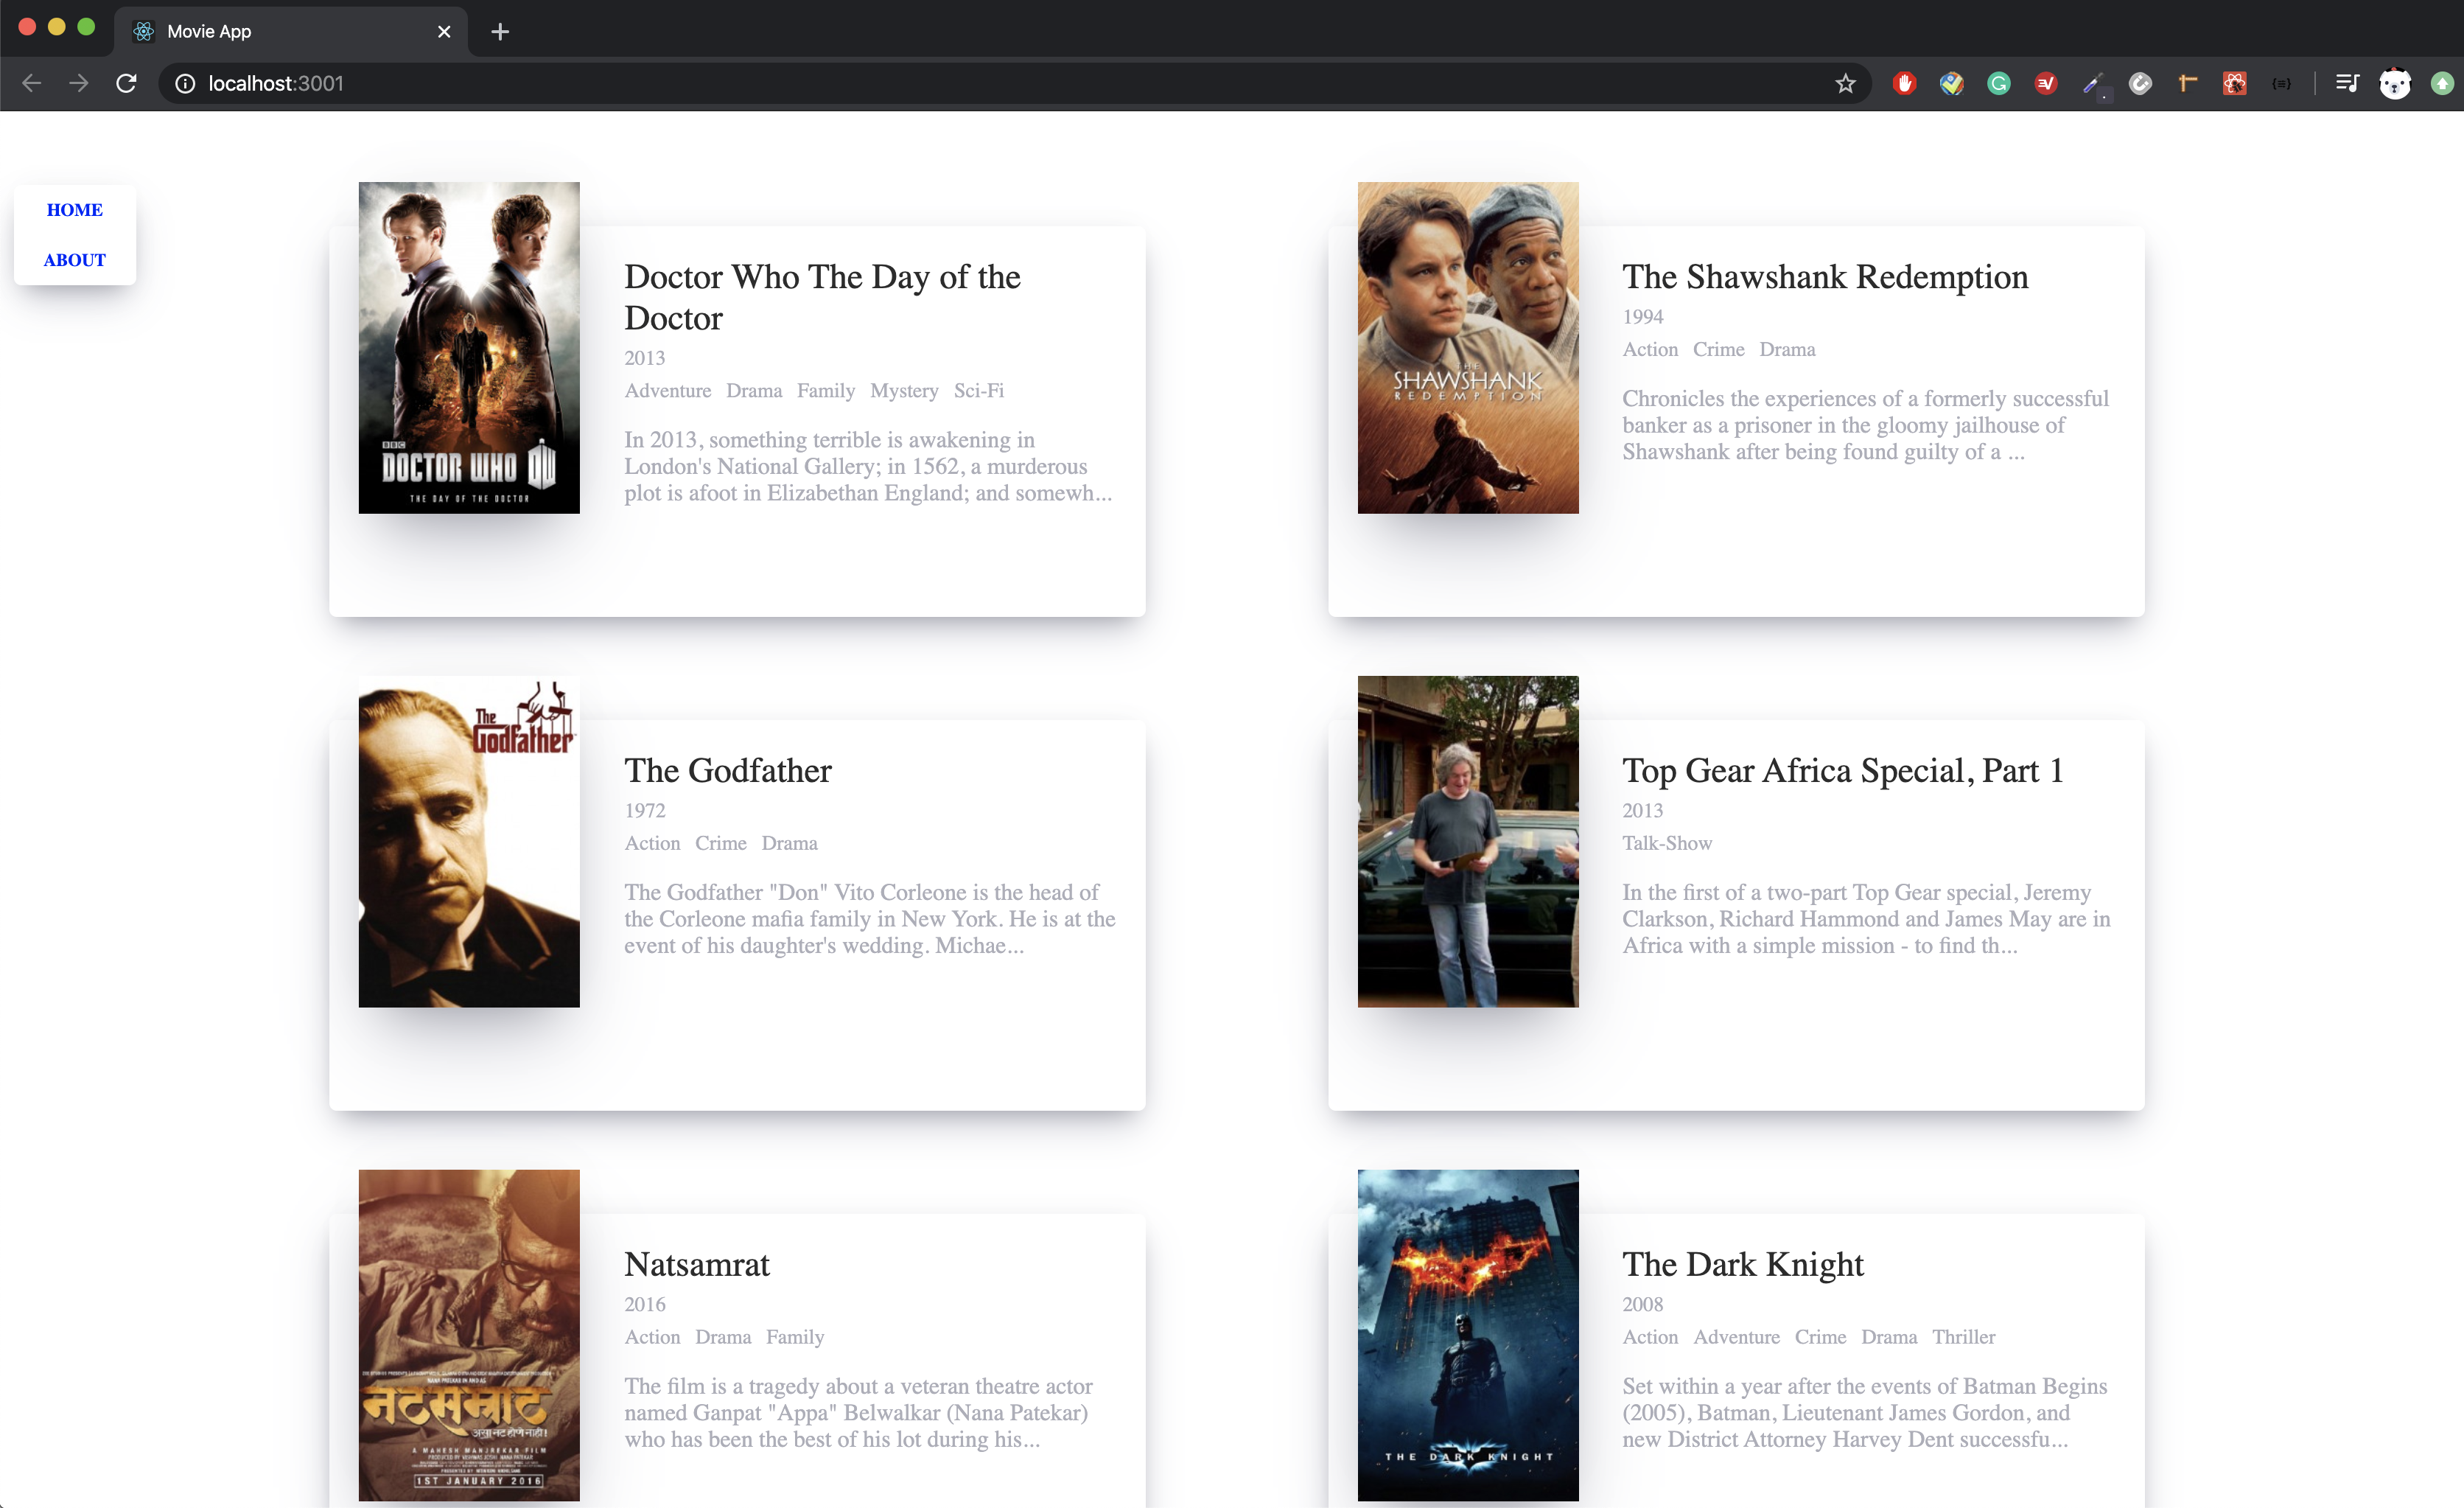 Movie App
localhost:3001
HOME
ABOUT
BBC
DOCTOR WHO DW
THE DAY OF THE DOCTOR
Doctor Who The Day of the
Doctor
2013
Adventure Drama Family Mystery Sci-Fi
In 2013, something terrible is awakening in
London's National Gallery; in 1562, a murderous
plot is afoot in Elizabethan England; and somewh...
THE
SHAWSHANK
REDEMPTION
The Shawshank Redemption
1994
Action Crime Drama
Chronicles the experiences of a formerly successful
banker as a prisoner in the gloomy jailhouse of
Shawshank after being found guilty of a ...
The
Godfather
The Godfather
1972
Action Crime Drama
The Godfather "Don" Vito Corleone is the head of
the Corleone mafia family in New York. He is at the
event of his daughter's wedding. Michae...
Top Gear Africa Special, Part 1
2013
Talk-Show
In the first of a two-part Top Gear special, Jeremy
Clarkson, Richard Hammond and James May are in
Africa with a simple mission - to find th...
नटसम्राट
असा नट होणे नाही!
A MAHESH MANJREKAR FILM
1ST JANUARY 2016
Natsamrat
2016
Action Drama Family
The film is a tragedy about a veteran theatre actor
named Ganpat "Appa" Belwalkar (Nana Patekar)
who has been the best of his lot during his...
THE DARK KNIGHT
The Dark Knight
2008
Action Adventure Crime Drama Thriller
Set within a year after the events of Batman Begins
(2005), Batman, Lieutenant James Gordon, and
new District Attorney Harvey Dent successfu...